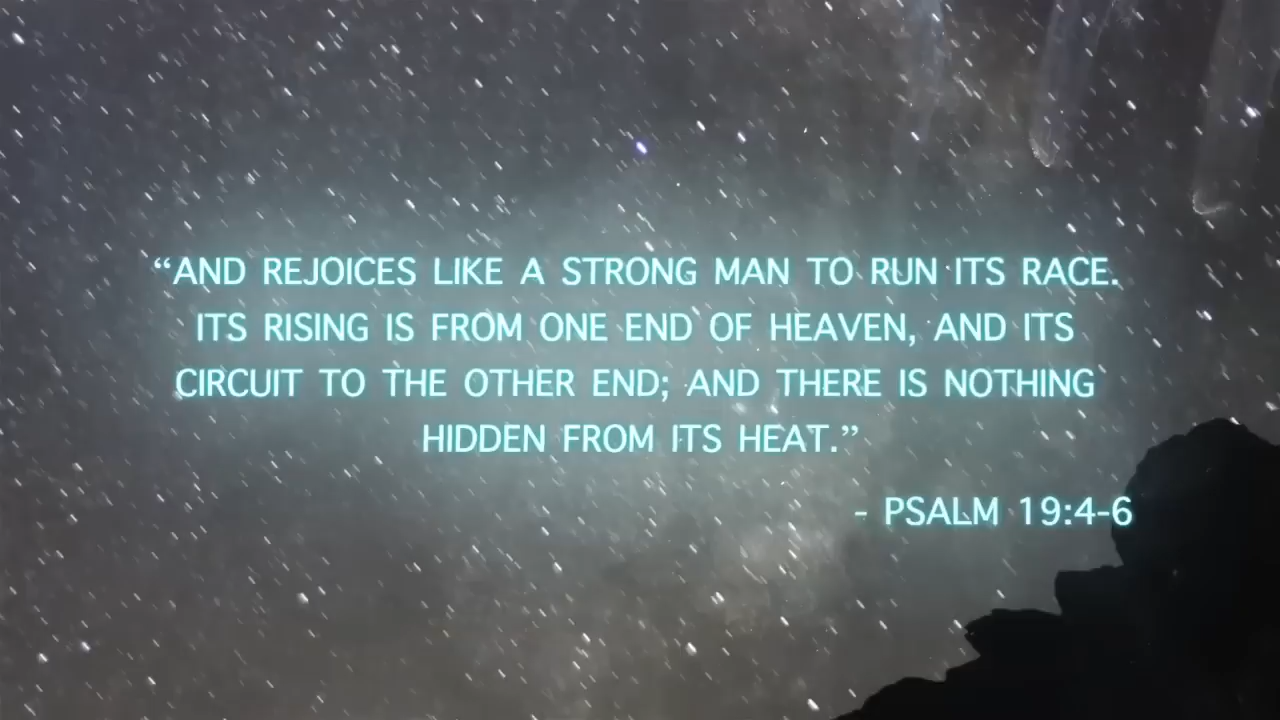 “AND REJOICES LIKE A STRONG MAN TO RUN ITS RACE.
ITS RISING IS FROM ONE END OF HEAVEN, AND ITS
CIRCUIT TO THE OTHER END; AND THERE IS NOTHING
HIDDEN FROM ITS HEAT.”
- PSALM 19:4-6